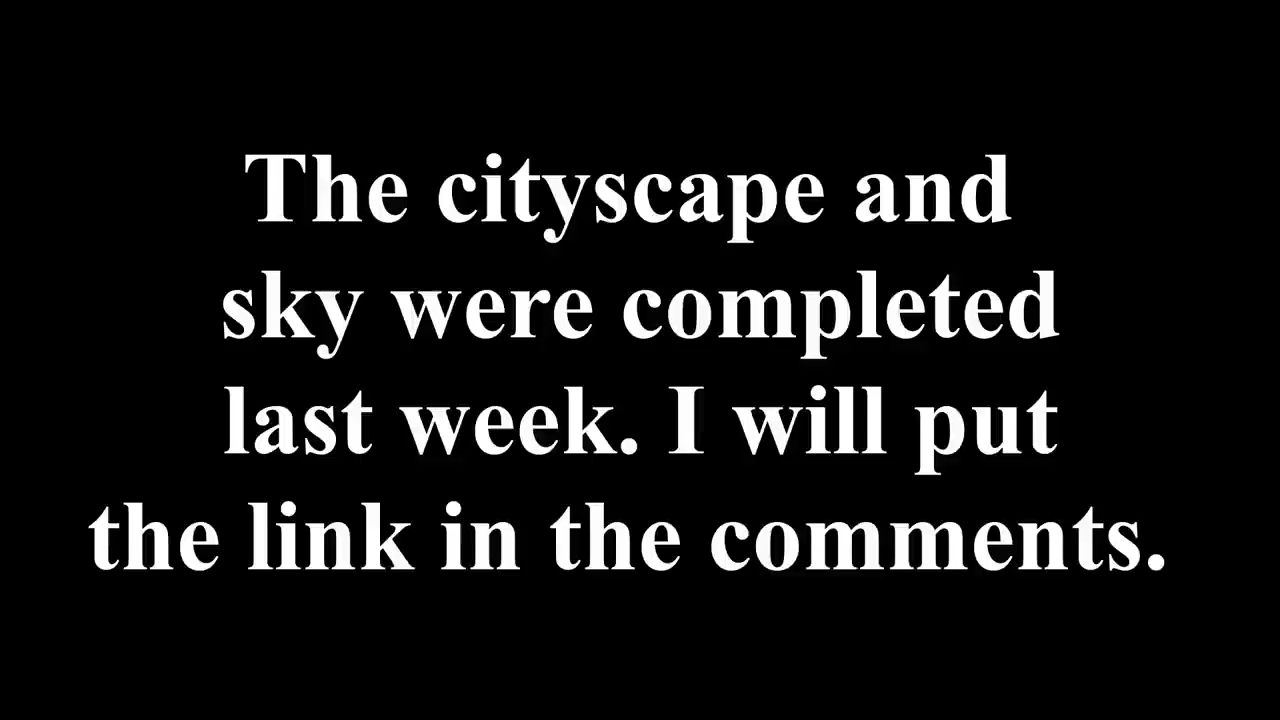 The cityscape and
sky were completed
last week. I will put
the link in the comments.